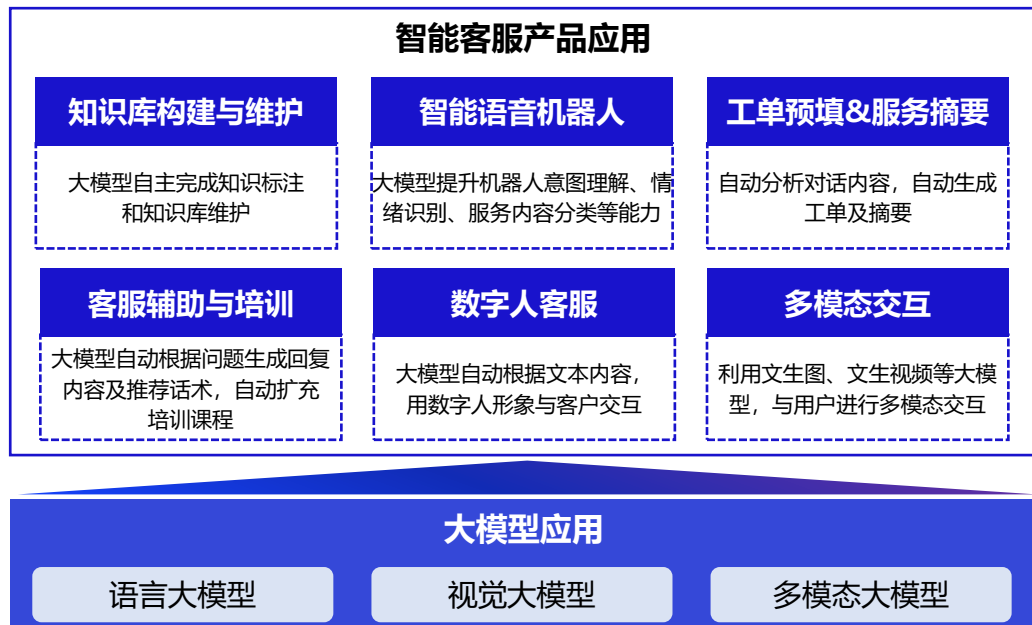 智能客服产品应用
知识库构建与维护
大模型自主完成知识标注
和知识库维护
智能语音机器人
大模型提升机器人意图理解、情
绪识别、服务内容分类等能力
工单预填&服务摘要
自动分析对话内容，自动生成
工单及摘要
客服辅助与培训
大模型自动根据问题生成回复
内容及推荐话术，自动扩充
培训课程
数字人客服
大模型自动根据文本内容，
用数字人形象与客户交互
多模态交互
利用文生图、文生视频等大模
型，与用户进行多模态交互
大模型应用
语言大模型
视觉大模型
多模态大模型